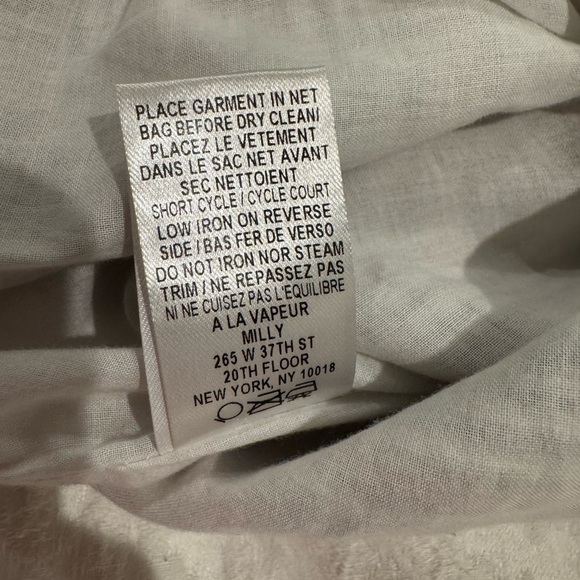 PLACE GARMENT IN NET
BAG BEFORE DRY CLEAN/
PLACEZ LE VETEMENT
DANS LE SAC NET AVANT
SEC NETTOIENT
SHORT CYCLE / CYCLE COURT
LOW IRON ON REVERSE
SIDE / BAS FER DE VERSO
DO NOT IRON NOR STEAM
TRIM / NE REPASSEZ PAS
NI NE CUISEZ PAS L'EQUILIBRE
A LA VAPEUR
MILLY
265 W 37TH ST
20TH FLOOR
NEW YORK, NY 10018